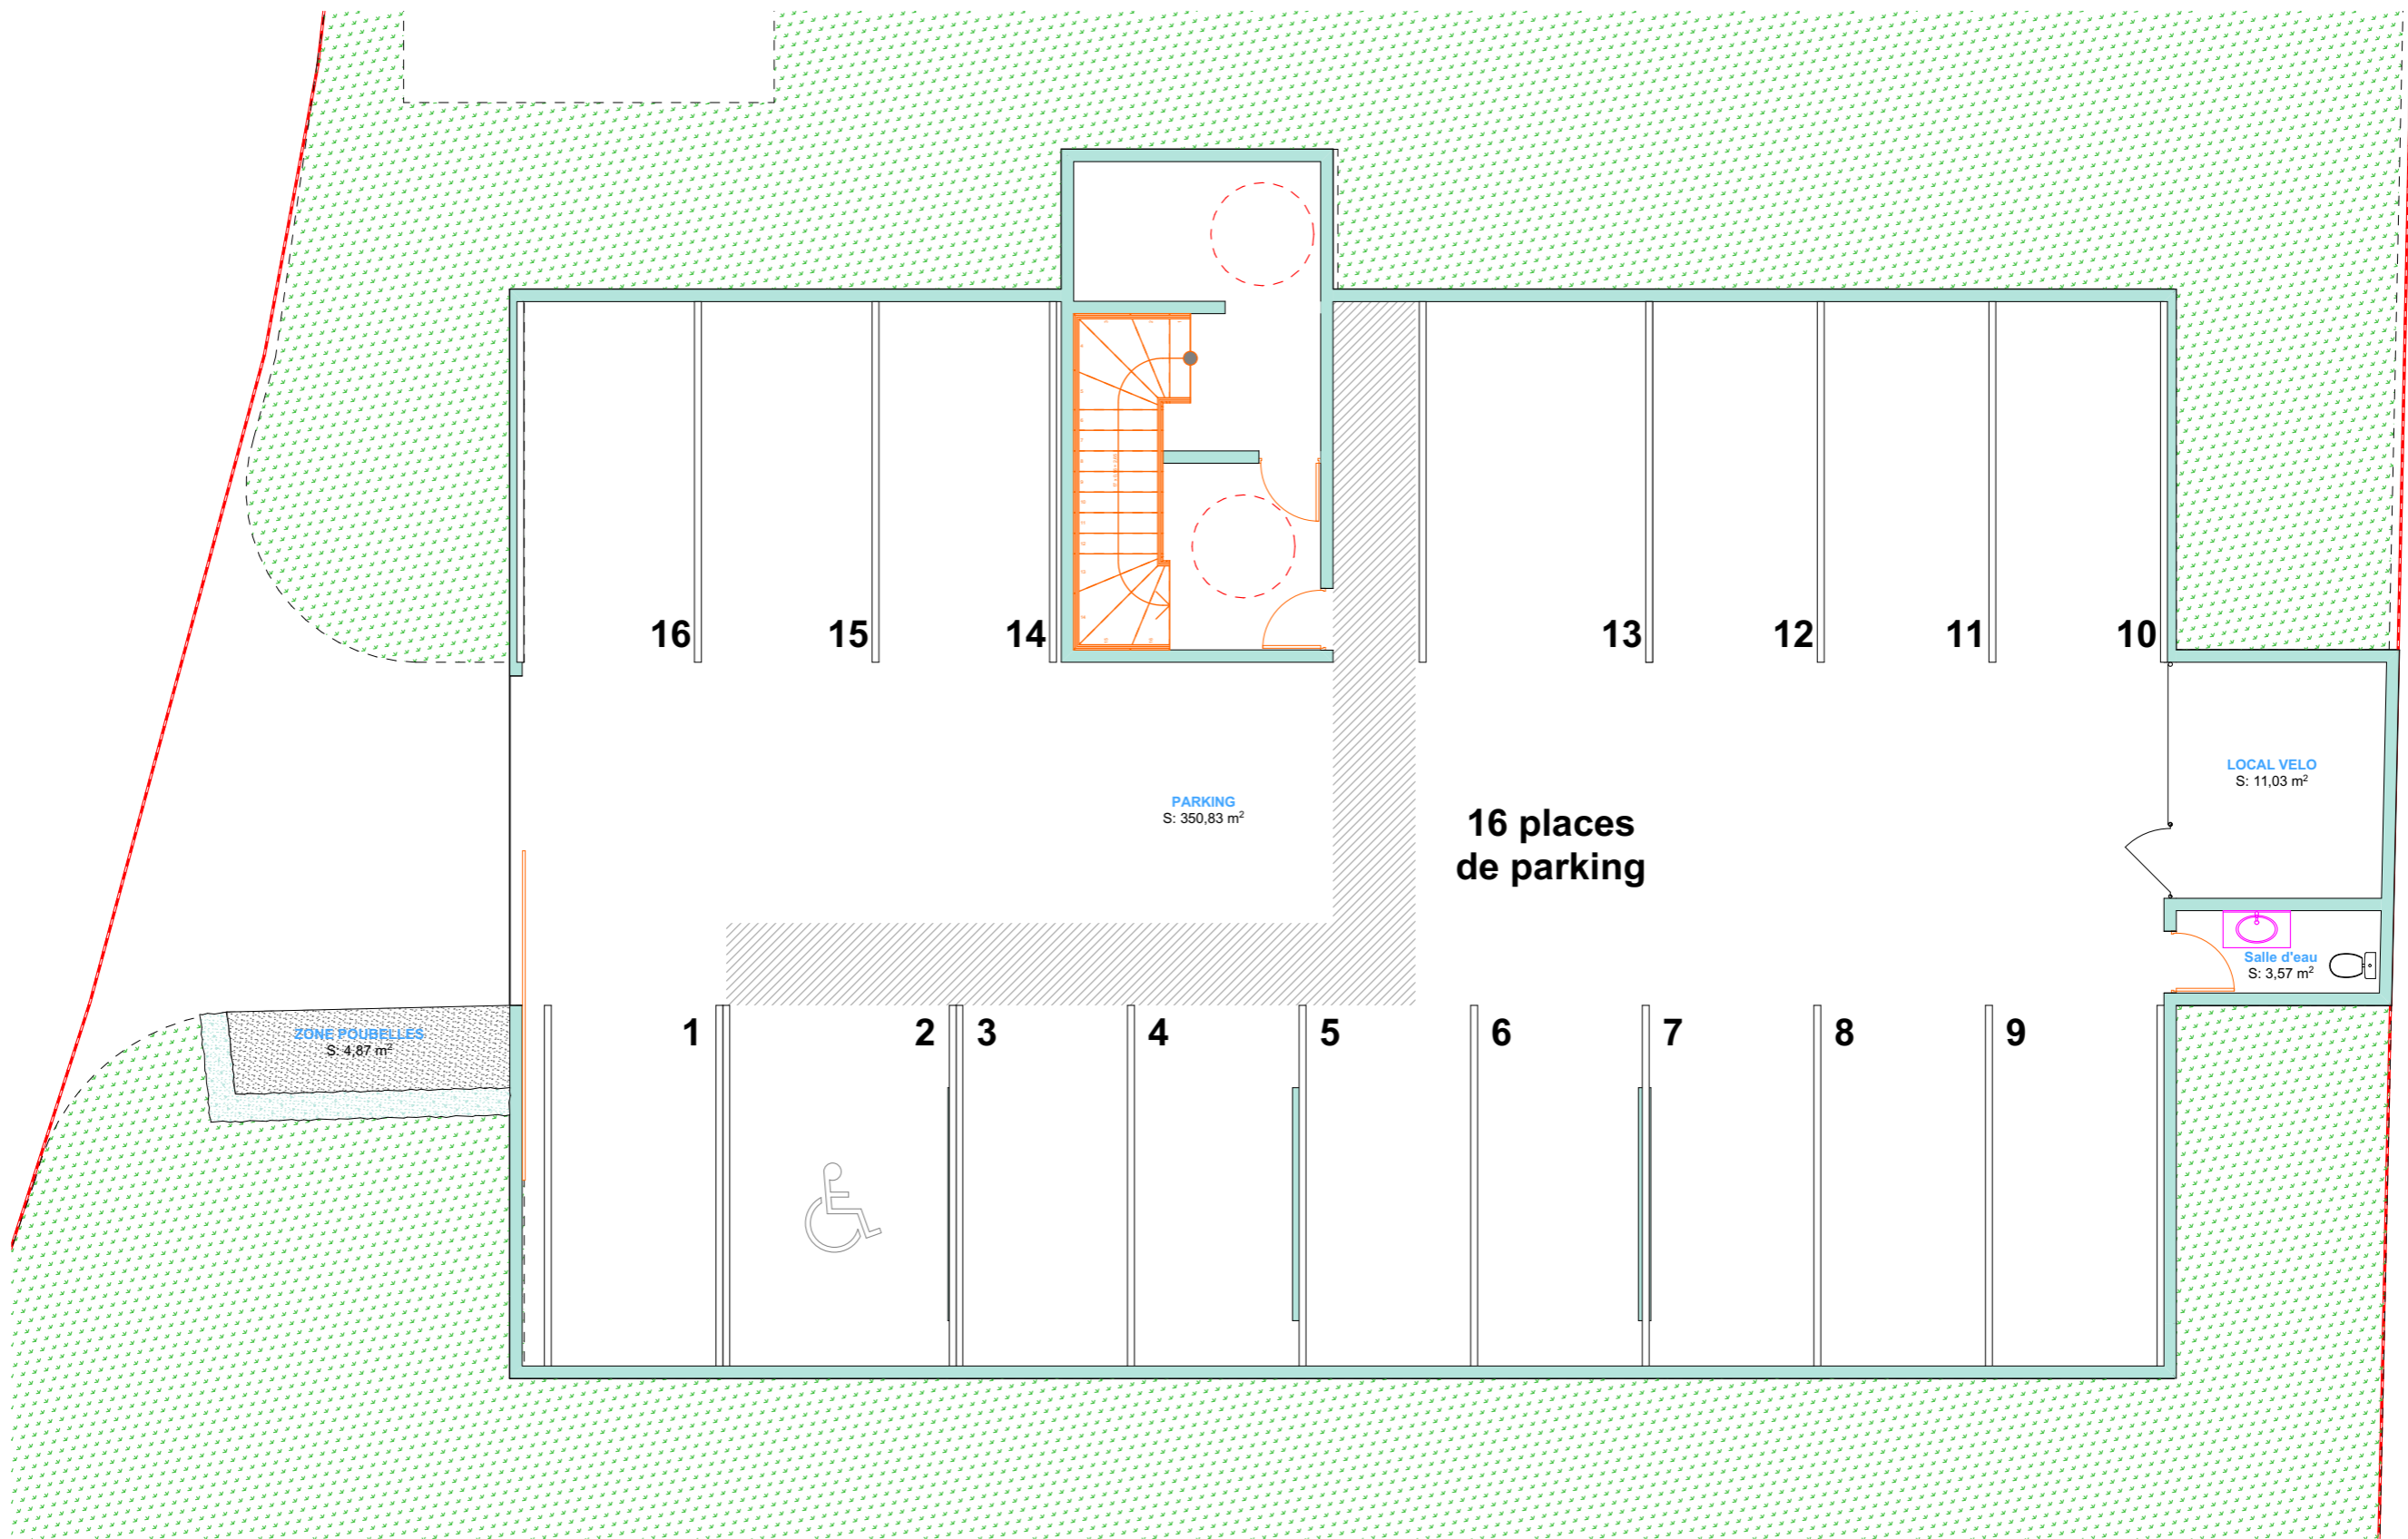 16
15
14
13
12
11
10
LOCAL VELO
S: 11,03 m²
PARKING
S: 350,83 m²
16 places
de parking
Salle d'eau
S: 3,57 m²
ZONE POUBELLES
S: 4,87 m²
1
2
3
4
5
6
7
8
9